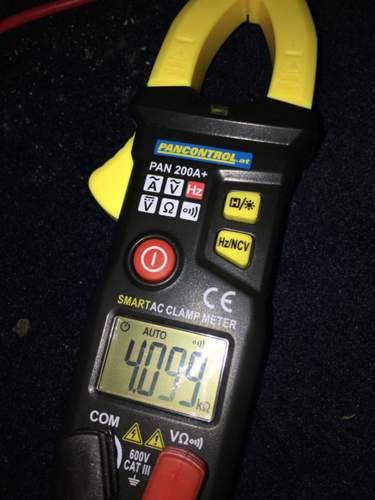 PANCONTROL.at
PAN 200A+
A V Hz
V Ω
H/☀
Hz/NCV
CE
SMART AC CLAMP METER
AUTO
4.099
kΩ
COM
VΩ
600V
CAT III